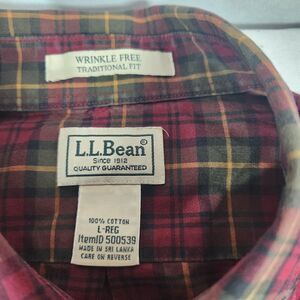 WRINKLE FREE
TRADITIONAL FIT
L.L.Bean®
Since 1912
QUALITY GUARANTEED
100% COTTON
L-REG
ItemID 500539
MADE IN SRI LANKA
CARE ON REVERSE